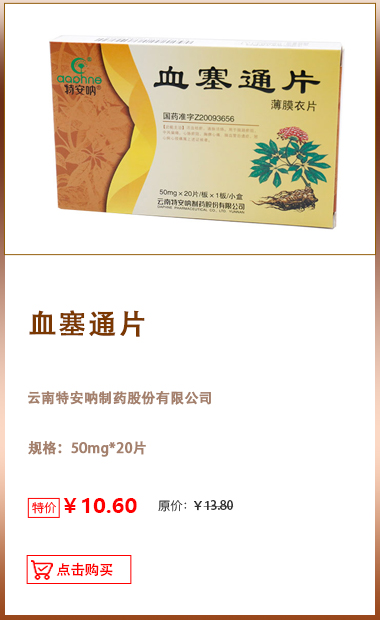 aaphne
特安呐®
血塞通片
薄膜衣片
国药准字Z20093656
50mg×20片/板×1板/小盒
云南特安呐制药股份有限公司
血塞通片
云南特安呐制药股份有限公司
规格：50mg*20片
特价 ￥10.60 原价：￥13.80
点击购买